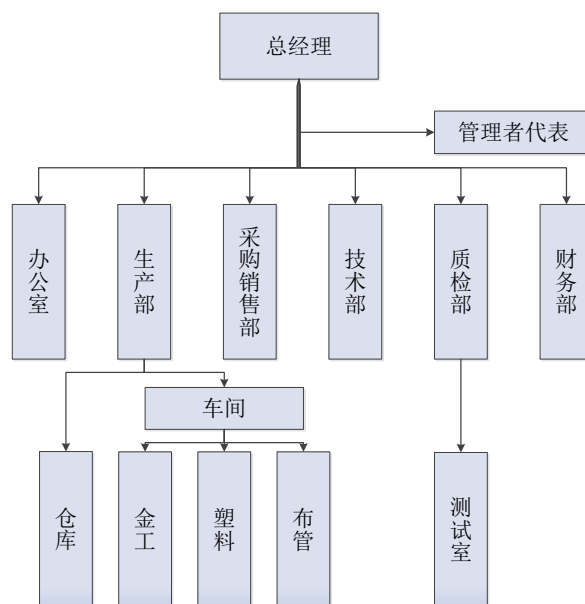 总经理
管理者代表
办公室
生产部
采购销售部
技术部
质检部
财务部
车间
仓库
金工
塑料
布管
测试室